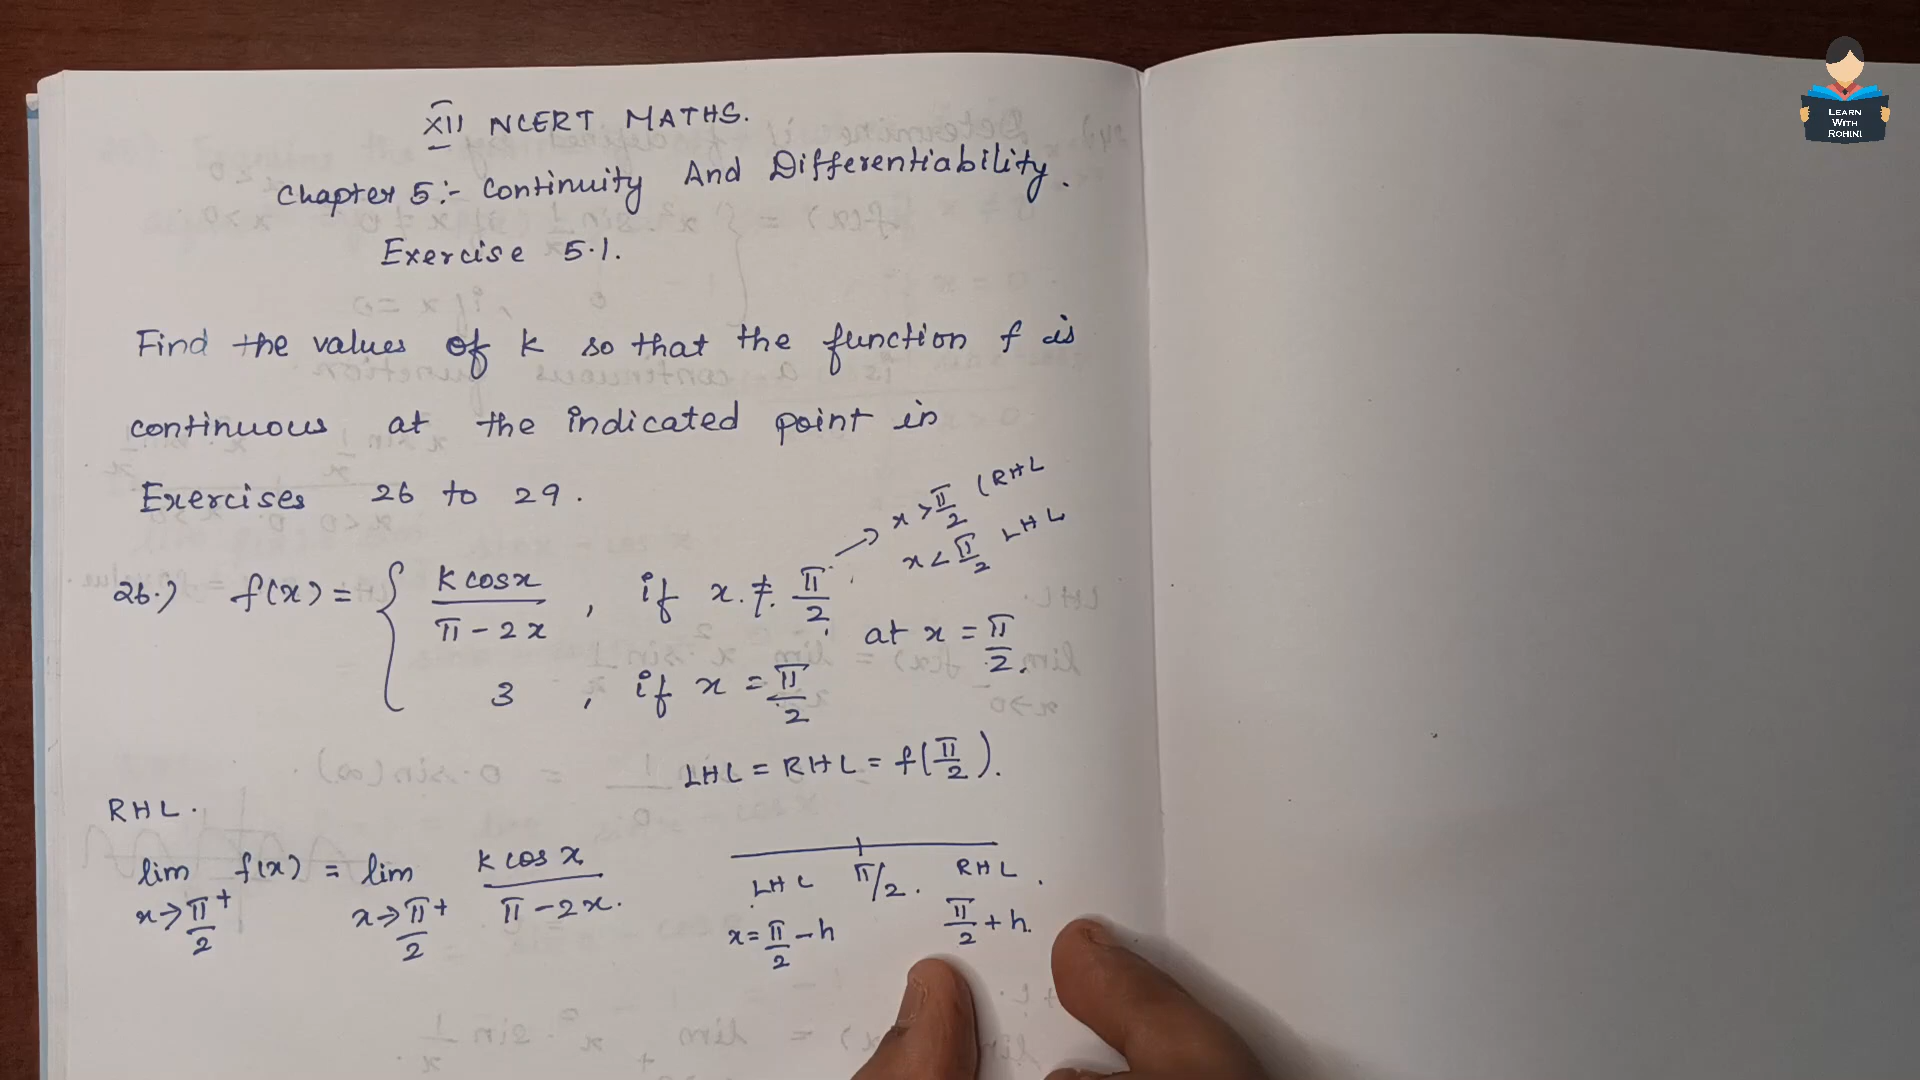 XII NCERT MATHS.
Chapter 5:- Continuity And Differentiability.
Exercise 5.1.
Find the values of k so that the function f is
continuous at the indicated point in
Exercises 26 to 29.
x > π/2 (RHL
x < π/2 LHL
26.) f(x) = { k cosx / π - 2x , if x ≠ π/2
at x = π/2.
3 , if x = π/2
LHL = RHL = f(π/2).
RHL.
lim x→π/2+ f(x) = lim x→π/2+ k cos x / π - 2x.
LHL π/2. RHL.
x = π/2 - h π/2 + h.
LEARN
WITH
ROHINI